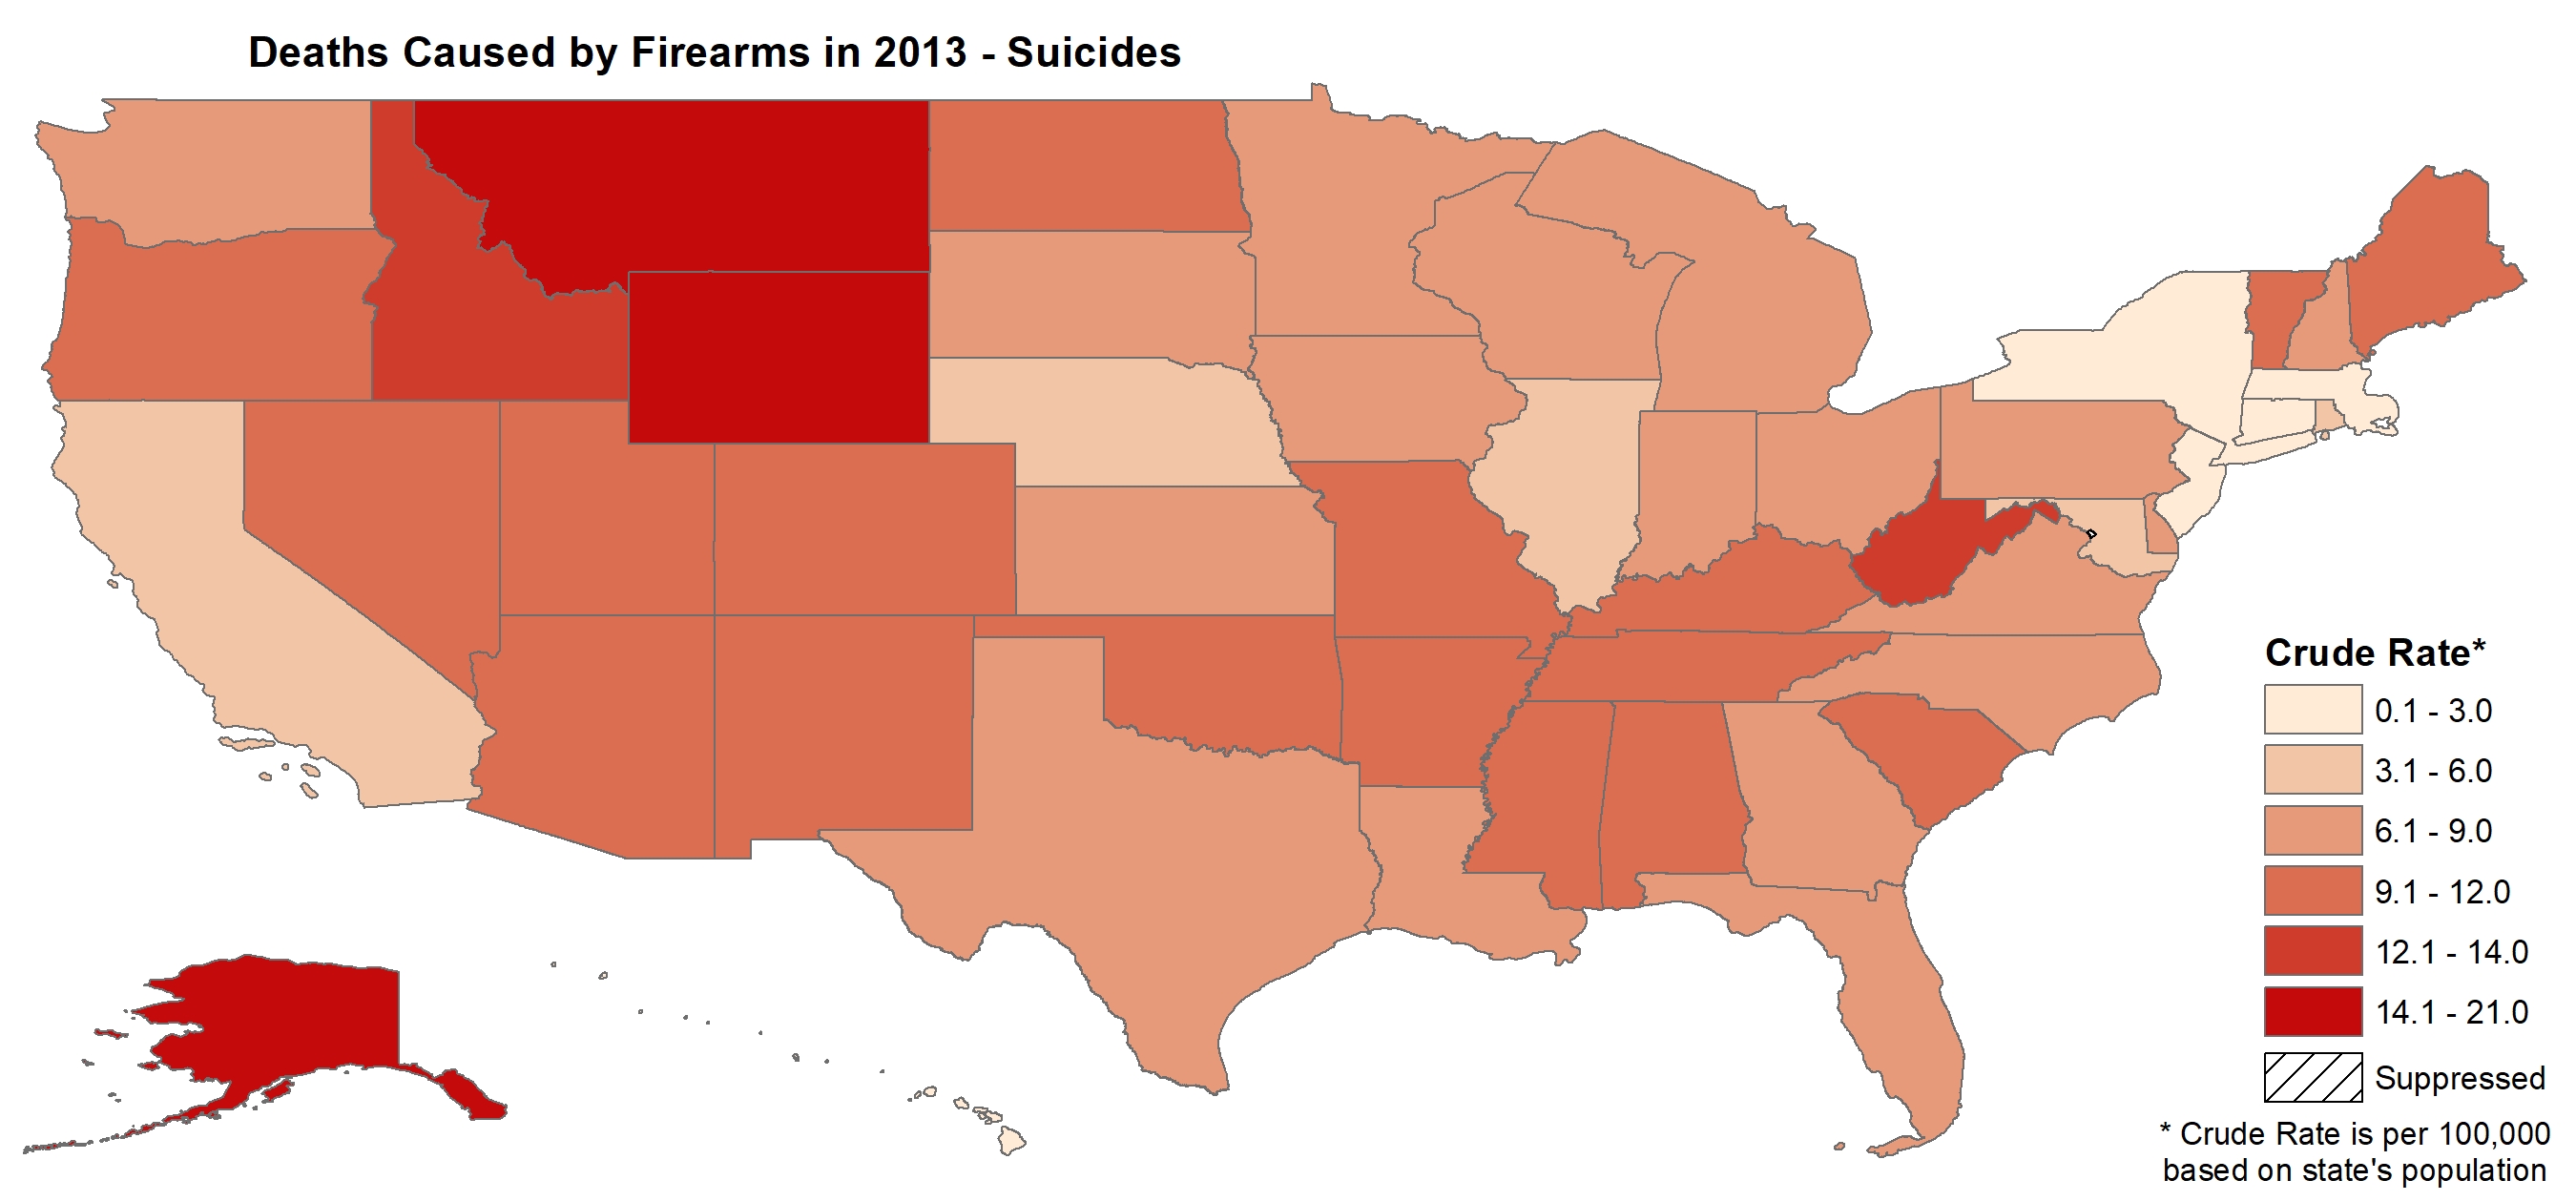 Deaths Caused by Firearms in 2013 - Suicides
Crude Rate*
0.1 - 3.0
3.1 - 6.0
6.1 - 9.0
9.1 - 12.0
12.1 - 14.0
14.1 - 21.0
Suppressed
* Crude Rate is per 100,000
based on state's population